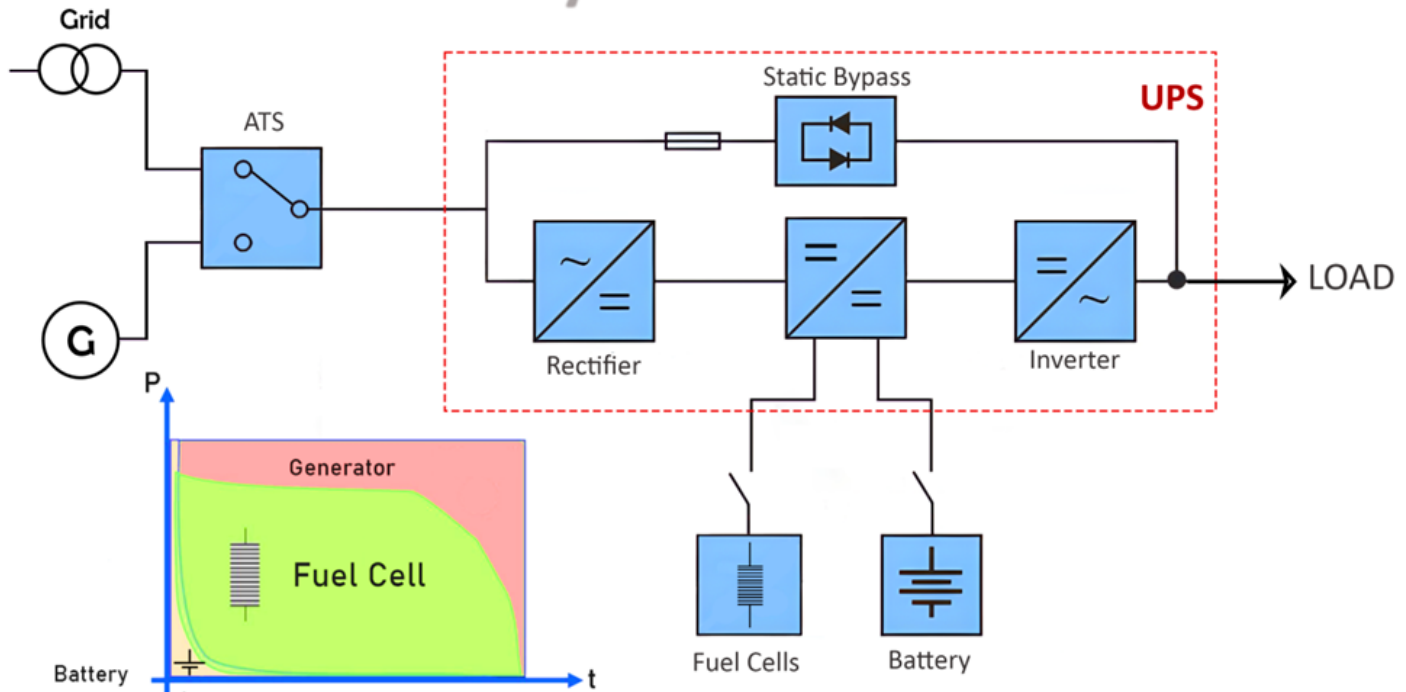 Grid
ATS
Static Bypass
UPS
LOAD
Rectifier
Inverter
G
P
Generator
Fuel Cell
Battery
t
Fuel Cells
Battery